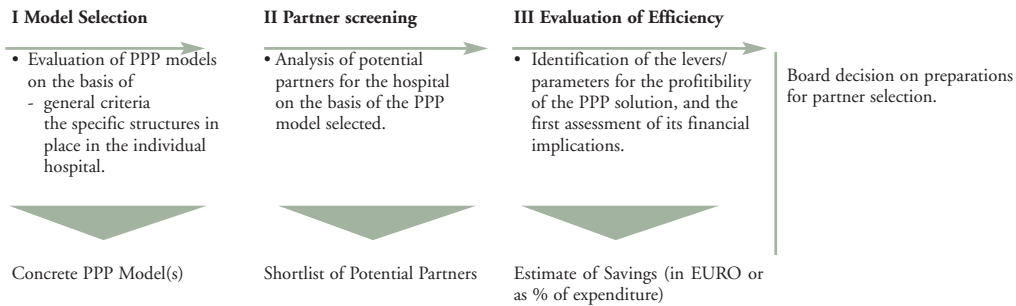 I Model Selection
• Evaluation of PPP models
on the basis of
- general criteria
the specific structures in
place in the individual
hospital.
Concrete PPP Model(s)
II Partner screening
• Analysis of potential
partners for the hospital
on the basis of the PPP
model selected.
Shortlist of Potential Partners
III Evaluation of Efficiency
• Identification of the levers/
parameters for the profitibility
of the PPP solution, and the
first assessment of its financial
implications.
Estimate of Savings (in EURO or
as % of expenditure)
Board decision on preparations
for partner selection.